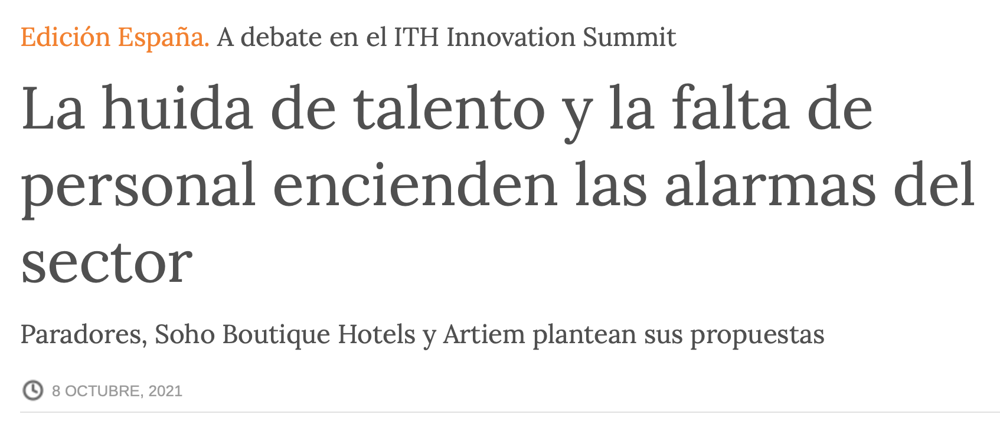 Edición España. A debate en el ITH Innovation Summit
La huida de talento y la falta de
personal encienden las alarmas del
sector
Paradores, Soho Boutique Hotels y Artiem plantean sus propuestas
8 OCTUBRE, 2021